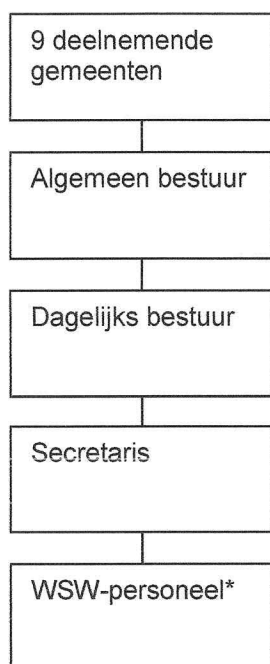 9 deelnemende
gemeenten
Algemeen bestuur
Dagelijks bestuur
Secretaris
WSW-personeel*